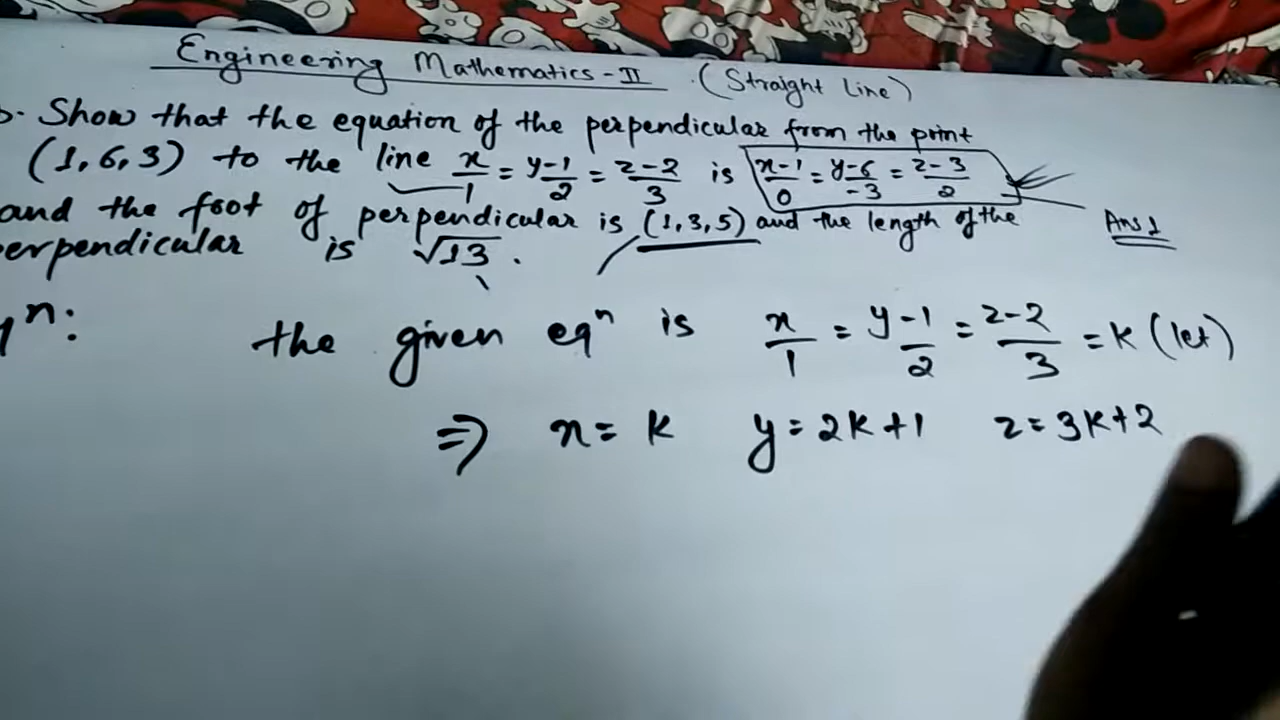 Engineering Mathematics-II (Straight Line)
Show that the equation of the perpendicular from the point
(1,6,3) to the line x/1 = y-1/2 = z-2/3 is x-1/0 = y-6/-3 = z-3/2
and the foot of perpendicular is (1,3,5) and the length of the
erpendicular is √13.
Ans 1
n: the given eqn is x/1 = y-1/2 = z-2/3 = K (let)
⇒ x = K y = 2K+1 z = 3K+2